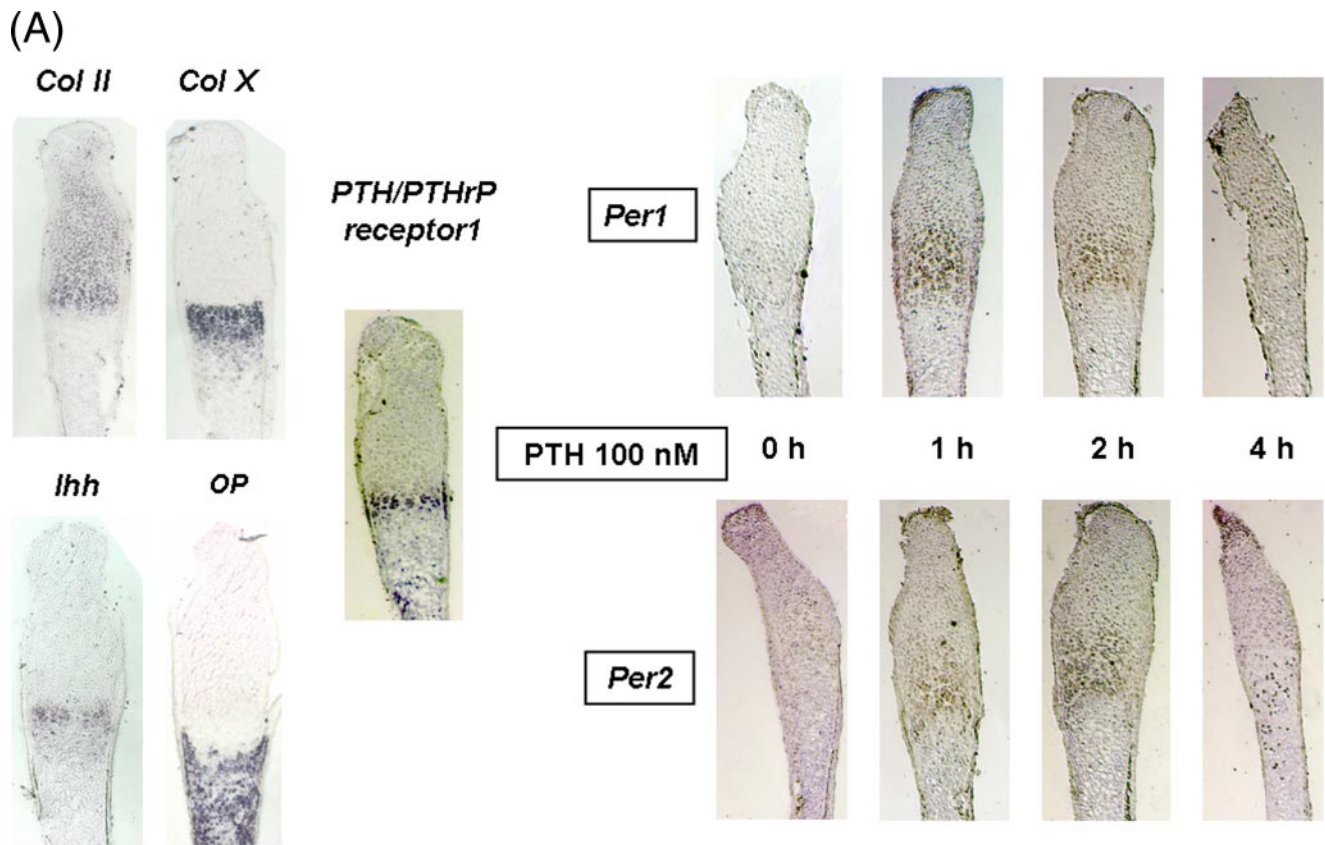 (A)
Col II
Col X
PTH/PTHrP
receptor1
Per1
PTH 100 nM
0 h
1 h
2 h
4 h
Ihh
OP
Per2